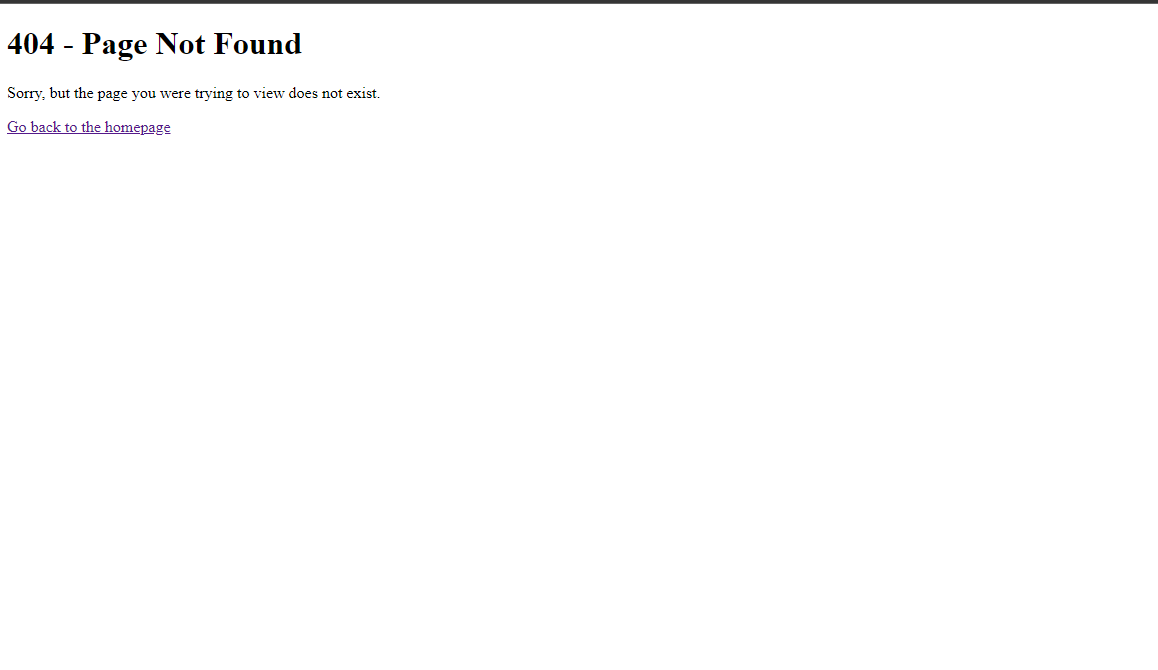 404 - Page Not Found
Sorry, but the page you were trying to view does not exist.
Go back to the homepage